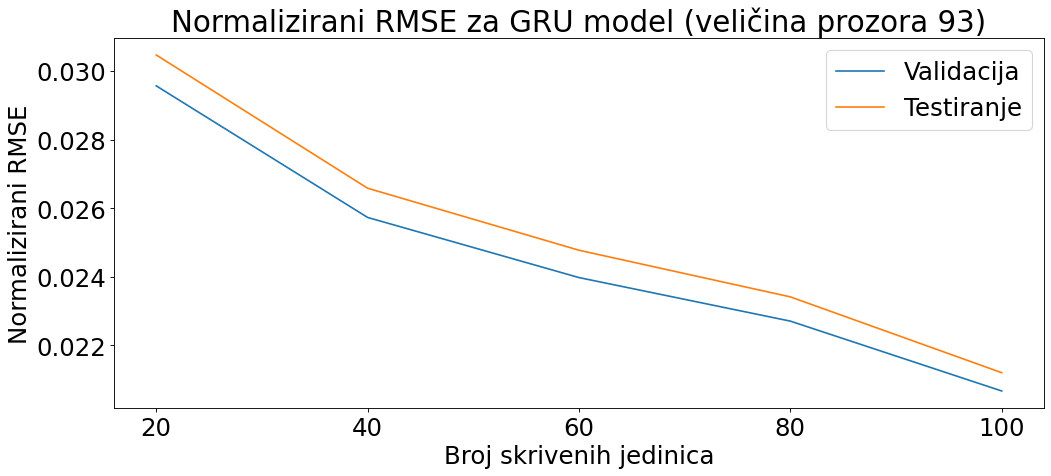 Normalizirani RMSE za GRU model (veličina prozora 93)
Validacija
Testiranje
Normalizirani RMSE
0.030
0.028
0.026
0.024
0.022
20 40 60 80 100
Broj skrivenih jedinica